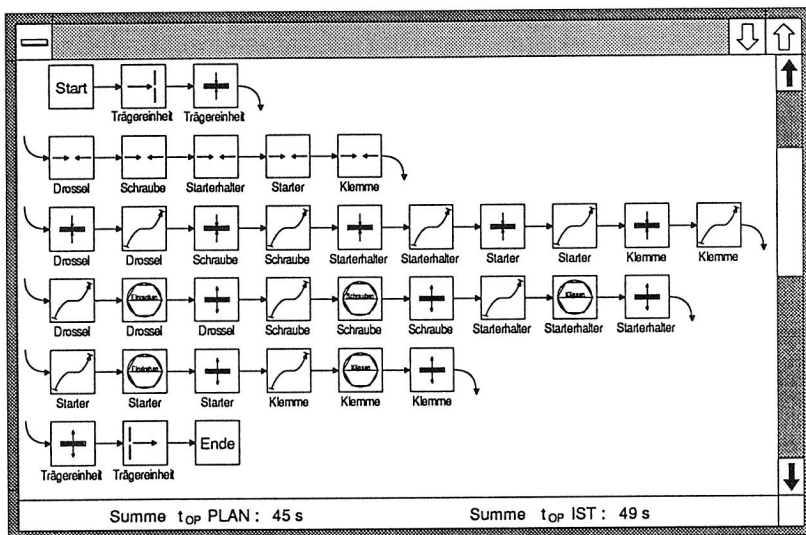 Start
Trägereinheit Trägereinheit
Drossel Schraube Starterhalter Starter Klemme
Drossel Drossel Schraube Schraube Starterhalter Starterhalter Starter Starter Klemme Klemme
Schrauben
Drossel Drossel Drossel Schraube Schraube Schraube Starterhalter Starterhalter Starterhalter
Starter Starter Starter Klemme Klemme Klemme
Ende
Trägereinheit Trägereinheit
Summe tOP PLAN : 45 s Summe tOP IST : 49 s